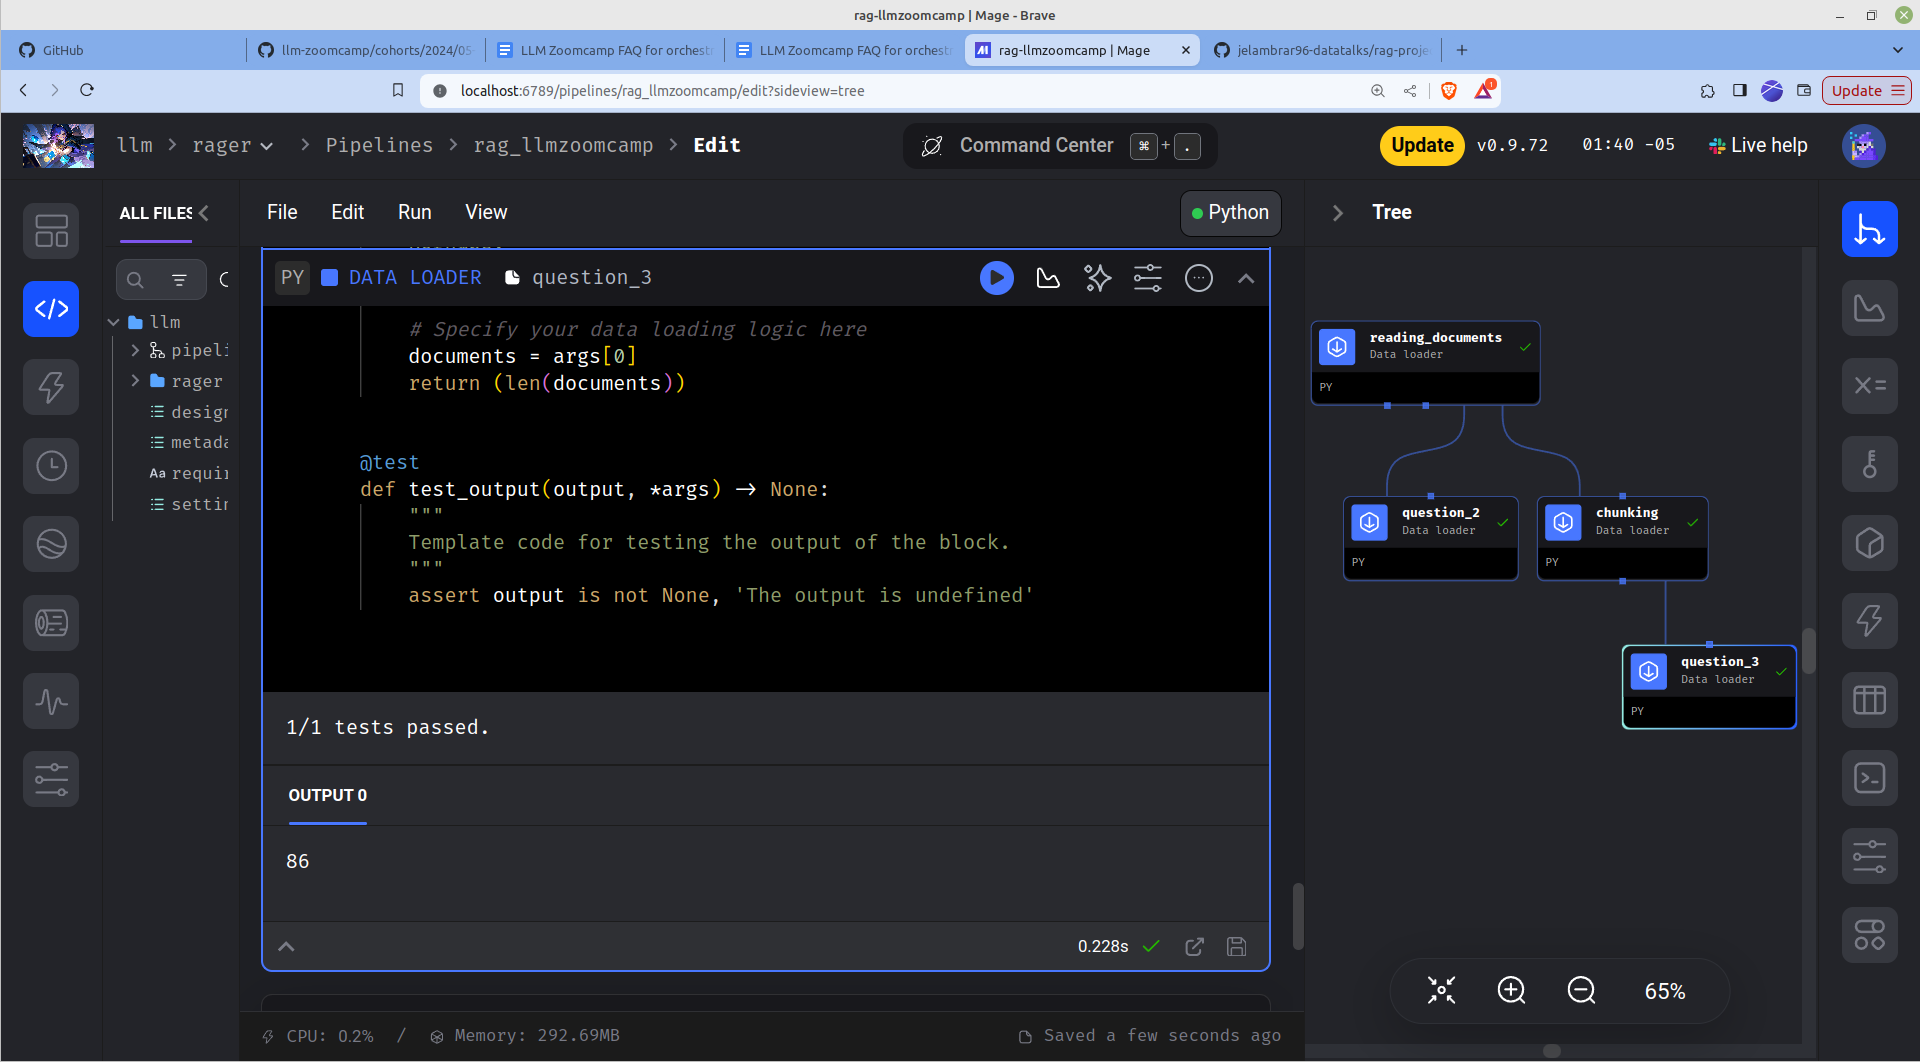 rag-llmzoomcamp | Mage - Brave
GitHub
llm-zoomcamp/cohorts/2024/05-
LLM Zoomcamp FAQ for orchest
LLM Zoomcamp FAQ for orchest
rag-llmzoomcamp | Mage
jelambrar96-datatalks/rag-proje
localhost:6789/pipelines/rag_llmzoomcamp/edit?sideview=tree
1
Update
llm > rager > Pipelines > rag_llmzoomcamp > Edit
Command Center ⌘ + .
Update v0.9.72 01:40 -05 Live help
ALL FILES
File Edit Run View
Python
Tree
llm
pipeli
rager
design
metada
Aa requir
settin
PY DATA LOADER question_3
# Specify your data loading logic here
documents = args[0]
return (len(documents))
@test
def test_output(output, *args) -> None:
"""
Template code for testing the output of the block.
"""
assert output is not None, 'The output is undefined'
1/1 tests passed.
OUTPUT 0
86
0.228s
CPU: 0.2% / Memory: 292.69MB
Saved a few seconds ago
reading_documents
Data loader
PY
question_2
Data loader
PY
chunking
Data loader
PY
question_3
Data loader
PY
65%